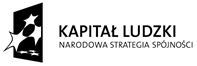 KAPITAŁ LUDZKI
NARODOWA STRATEGIA SPÓJNOŚCI